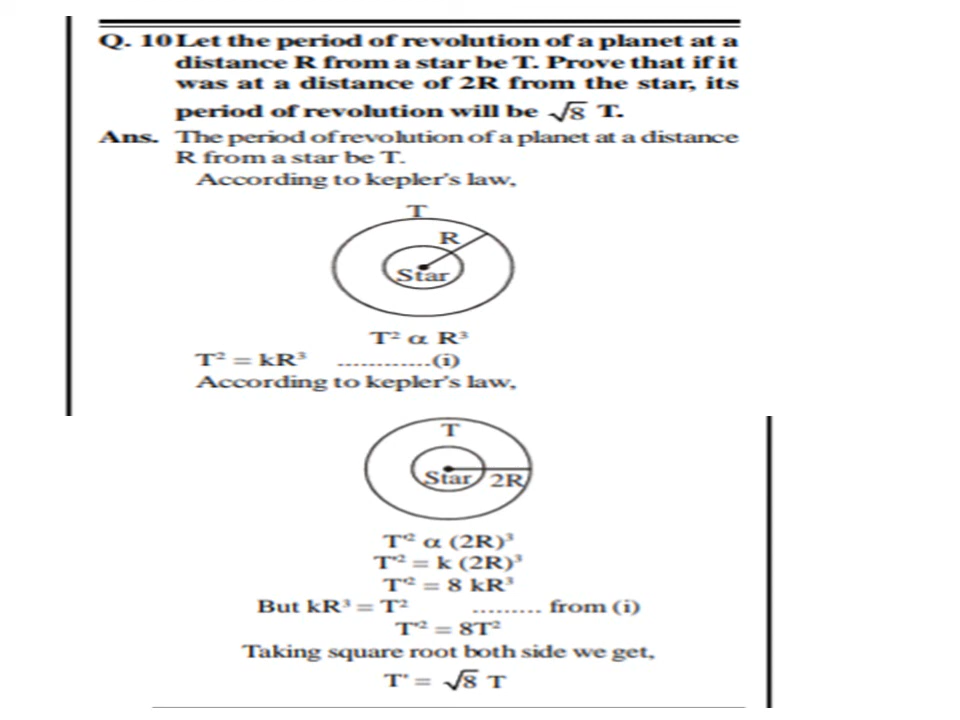 Q. 10 Let the period of revolution of a planet at a
distance R from a star be T. Prove that if it
was at a distance of 2R from the star, its
period of revolution will be √8 T.
Ans. The period of revolution of a planet at a distance
R from a star be T.
According to kepler's law,
T
R
Star
T² α R³
T² = kR³ ............(i)
According to kepler's law,
T
Star 2R
T'² α (2R)³
T'² = k (2R)³
T'² = 8 kR³
But kR³ = T² ......... from (i)
T'² = 8T²
Taking square root both side we get,
T' = √8 T